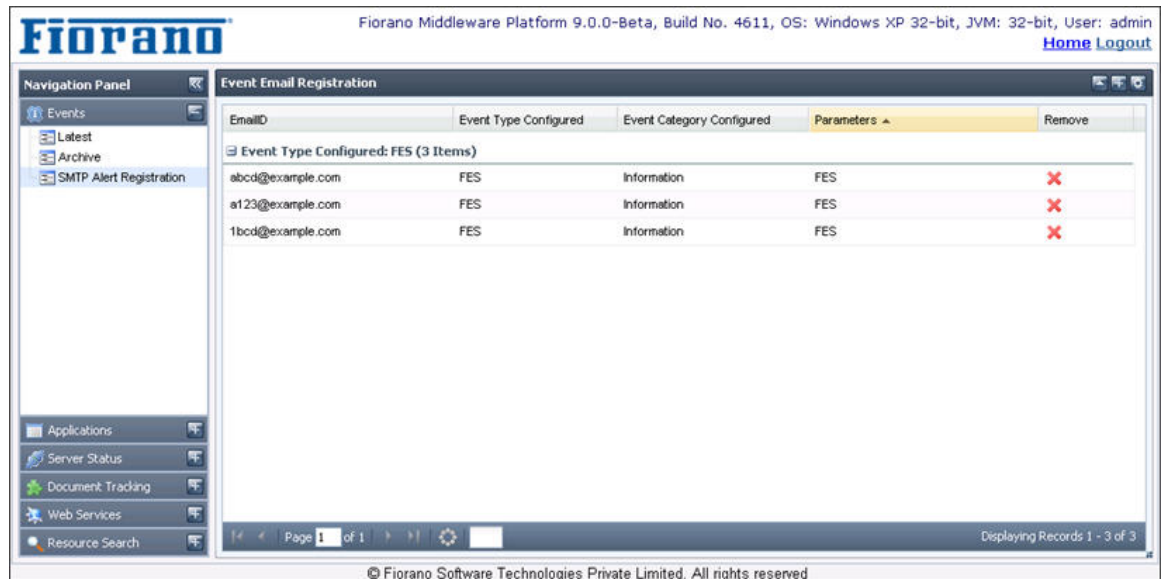 Fiorano
Fiorano Middleware Platform 9.0.0-Beta, Build No. 4611, OS: Windows XP 32-bit, JVM: 32-bit, User: admin
Home Logout
Navigation Panel
Events
Latest
Archive
SMTP Alert Registration
Applications
Server Status
Document Tracking
Web Services
Resource Search
Event Email Registration
EmailID Event Type Configured Event Category Configured Parameters Remove
Event Type Configured: FES (3 Items)
abcd@example.com FES Information FES
a123@example.com FES Information FES
1bcd@example.com FES Information FES
Page 1 of 1
Displaying Records 1 - 3 of 3
© Fiorano Software Technologies Private Limited. All rights reserved